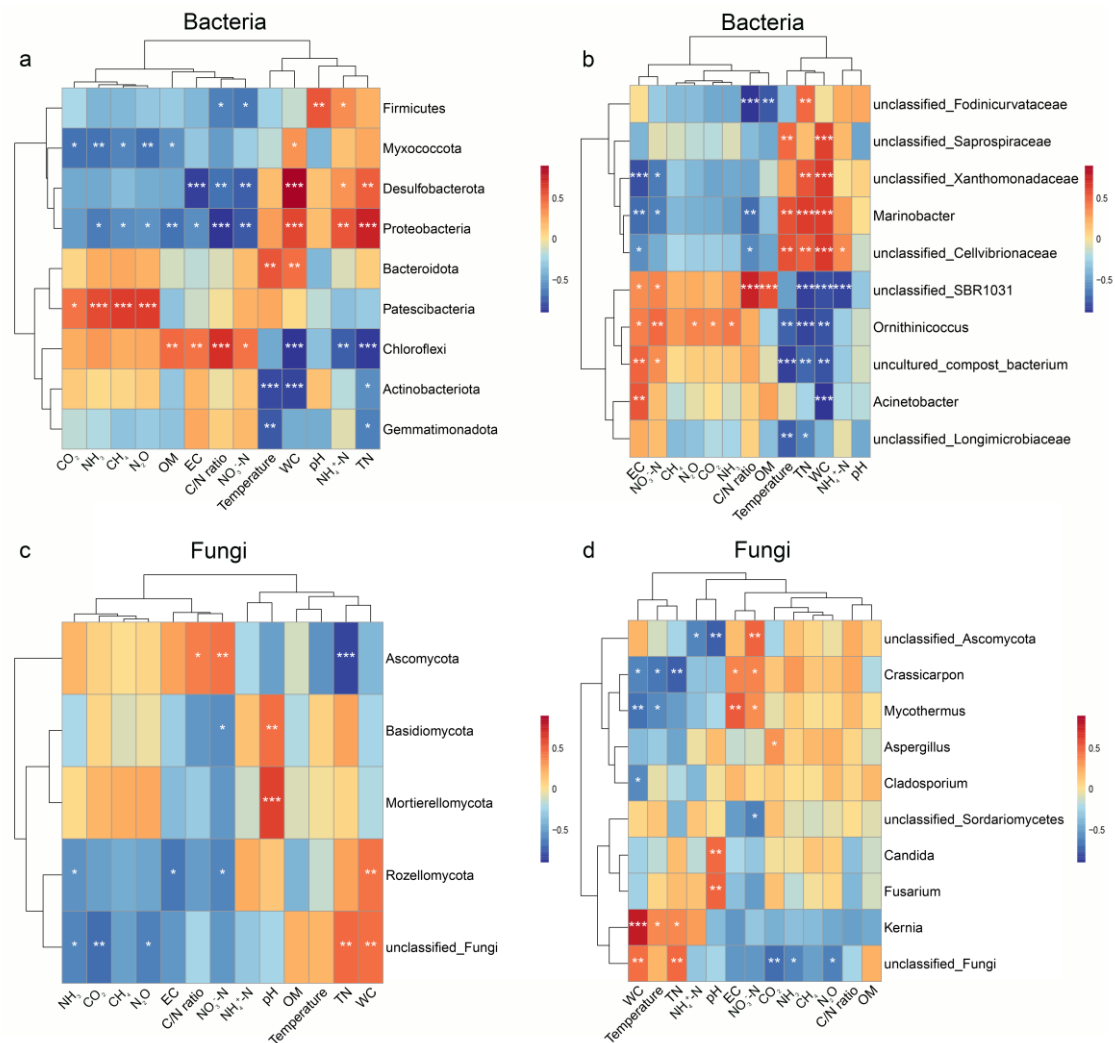 Bacteria
a
Firmicutes
* * ** *
Myxococcota
* ** * ** * *
Desulfobacterota
*** ** ** *** * **
Proteobacteria
* * * ** * *** ** *** ** ***
Bacteroidota
** **
Patescibacteria
* *** *** ***
Chloroflexi
** ** *** * *** ** ***
Actinobacteriota
*** *** *
Gemmatimonadota
** *
CO₂ NH₃ CH₄ N₂O OM EC C/N ratio NO₃⁻-N Temperature WC pH NH₄⁺-N TN
0.5
0
−0.5
Bacteria
b
unclassified_Fodinicurvataceae
*** ** **
unclassified_Saprospiraceae
** ***
unclassified_Xanthomonadaceae
*** * ** ***
Marinobacter
** * ** ** *** ***
unclassified_Cellvibrionaceae
* * ** ** *** *
unclassified_SBR1031
* * *** ** *** *** ***
Ornithinicoccus
* ** * * * ** *** **
uncultured_compost_bacterium
** * *** ** **
Acinetobacter
** ***
unclassified_Longimicrobiaceae
** *
EC NO₃⁻-N CH₄ N₂O CO₂ NH₃ C/N ratio OM Temperature TN WC NH₄⁺-N pH
0.5
0
−0.5
Fungi
c
Ascomycota
* ** ***
Basidiomycota
* **
Mortierellomycota
***
Rozellomycota
* * * **
unclassified_Fungi
* ** * ** **
NH₃ CO₂ CH₄ N₂O EC C/N ratio NO₃⁻-N NH₄⁺-N pH OM Temperature TN WC
0.5
0
−0.5
Fungi
d
unclassified_Ascomycota
* ** **
Crassicarpon
* * ** * *
Mycothermus
** * ** *
Aspergillus
*
Cladosporium
*
unclassified_Sordariomycetes
*
Candida
**
Fusarium
**
Kernia
*** * *
unclassified_Fungi
** ** ** * *
WC Temperature TN NH₄⁺-N pH EC NO₃⁻-N CO₂ NH₃ CH₄ N₂O C/N ratio OM
0.5
0
−0.5